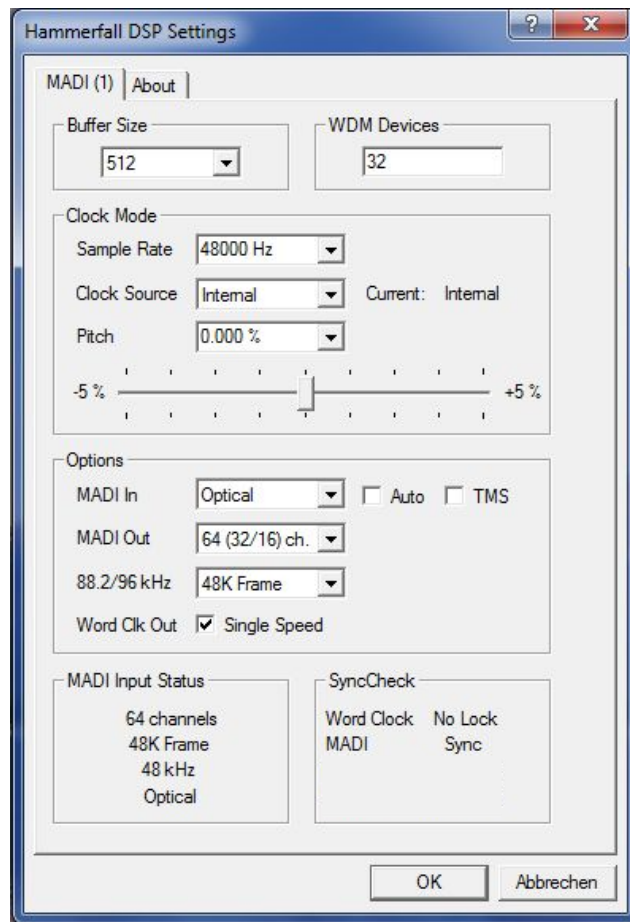 Hammerfall DSP Settings
MADI (1) About
Buffer Size WDM Devices
512 32
Clock Mode
Sample Rate 48000 Hz
Clock Source Internal Current: Internal
Pitch 0.000 %
-5 % +5 %
Options
MADI In Optical Auto TMS
MADI Out 64 (32/16) ch.
88.2/96 kHz 48K Frame
Word Clk Out Single Speed
MADI Input Status SyncCheck
64 channels Word Clock No Lock
48K Frame MADI Sync
48 kHz
Optical
OK Abbrechen